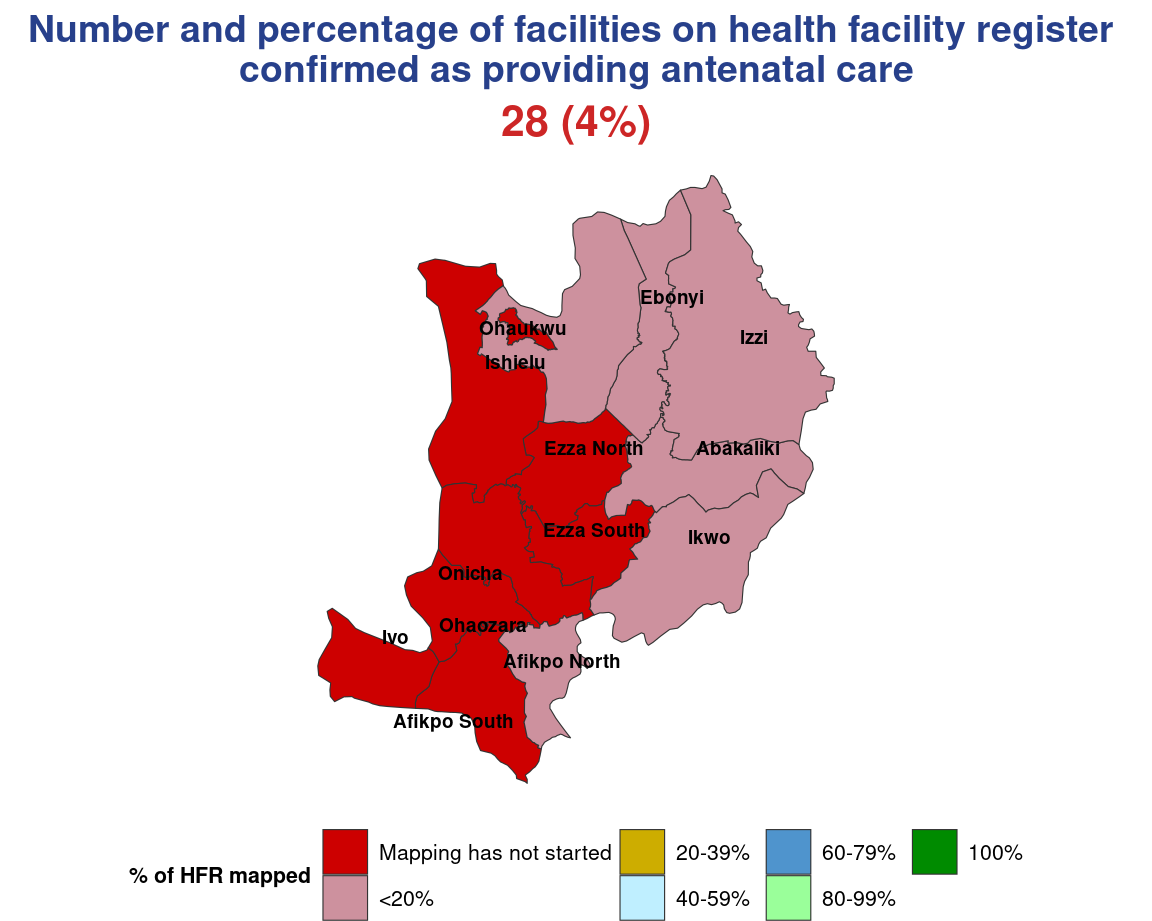 Number and percentage of facilities on health facility register
confirmed as providing antenatal care
28 (4%)
Ebonyi
Ohaukwu
Izzi
Ishielu
Ezza North
Abakaliki
Ezza South
Ikwo
Onicha
Ohaozara
Ivo
Afikpo North
Afikpo South
% of HFR mapped
Mapping has not started
<20%
20-39%
40-59%
60-79%
80-99%
100%